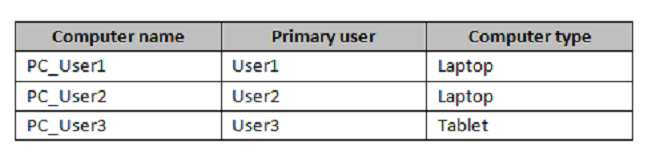 Computer name Primary user Computer type
PC_User1 User1 Laptop
PC_User2 User2 Laptop
PC_User3 User3 Tablet